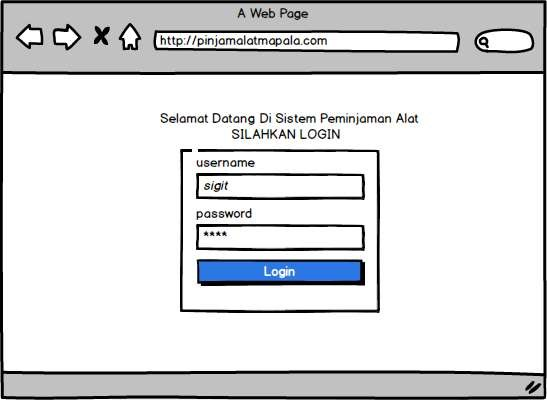 A Web Page
http://pinjamalatmapala.com
Selamat Datang Di Sistem Peminjaman Alat
SILAHKAN LOGIN
username
sigit
password
****
Login